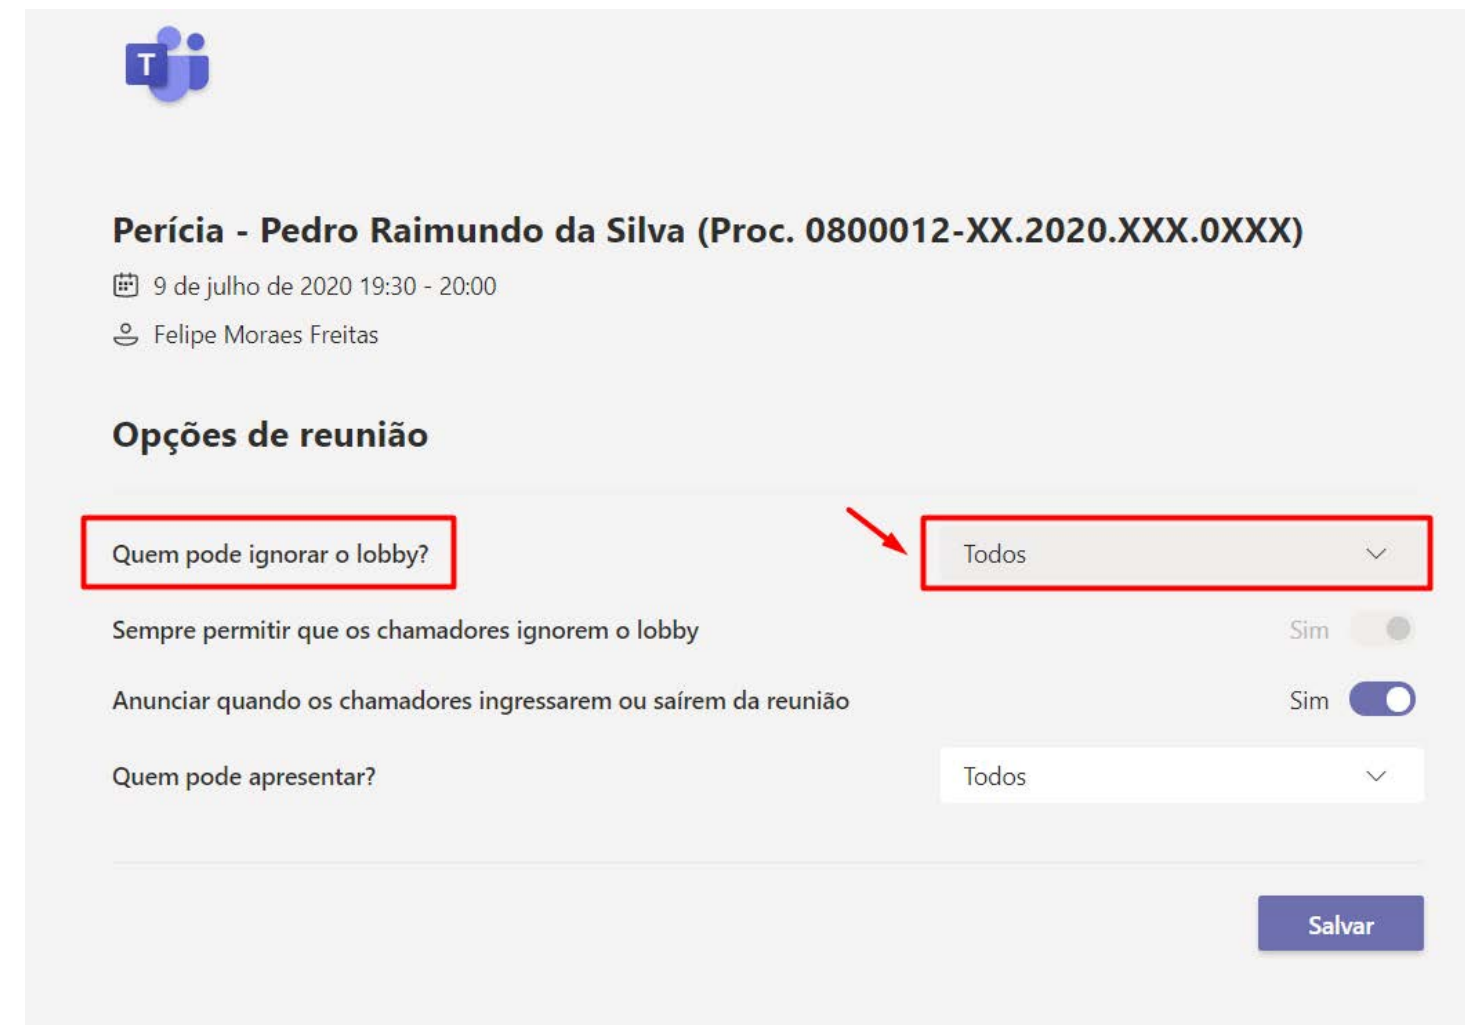 T
Perícia - Pedro Raimundo da Silva (Proc. 0800012-XX.2020.XXX.0XXX)
9 de julho de 2020 19:30 - 20:00
Felipe Moraes Freitas
Opções de reunião
Quem pode ignorar o lobby? Todos
Sempre permitir que os chamadores ignorem o lobby Sim
Anunciar quando os chamadores ingressarem ou saírem da reunião Sim
Quem pode apresentar? Todos
Salvar